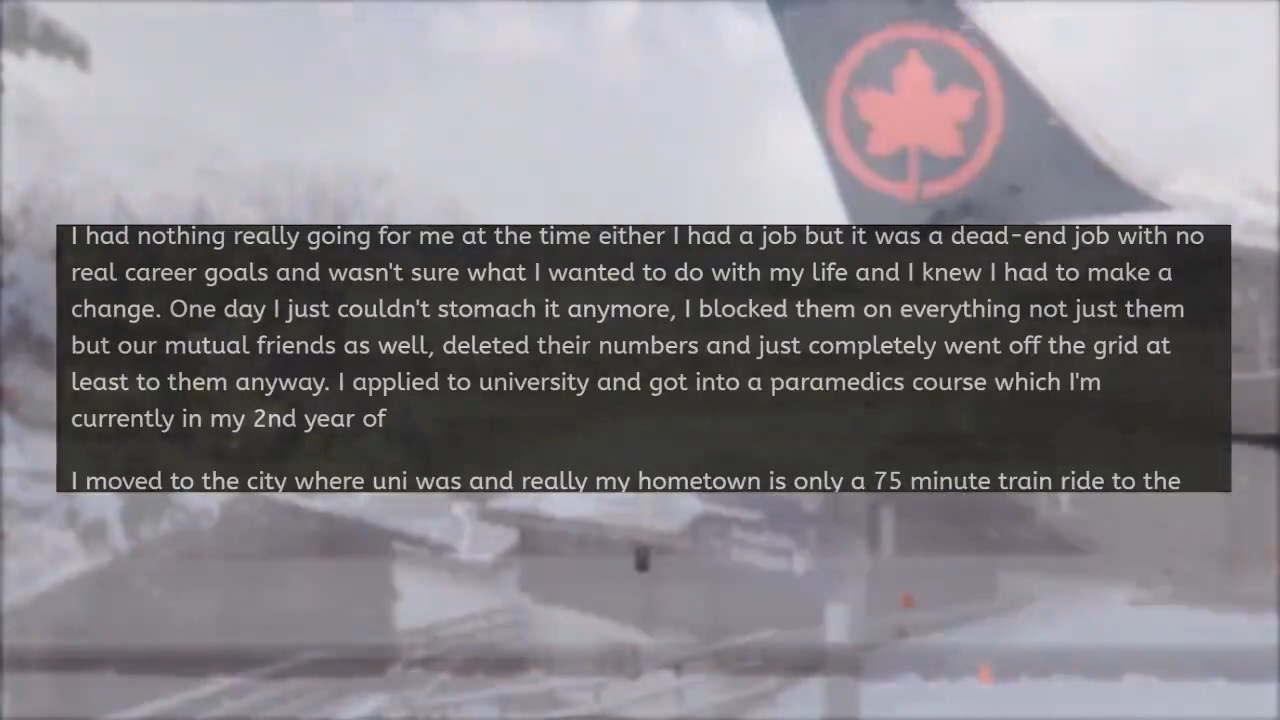 I had nothing really going for me at the time either I had a job but it was a dead-end job with no
real career goals and wasn't sure what I wanted to do with my life and I knew I had to make a
change. One day I just couldn't stomach it anymore, I blocked them on everything not just them
but our mutual friends as well, deleted their numbers and just completely went off the grid at
least to them anyway. I applied to university and got into a paramedics course which I'm
currently in my 2nd year of
I moved to the city where uni was and really my hometown is only a 75 minute train ride to the